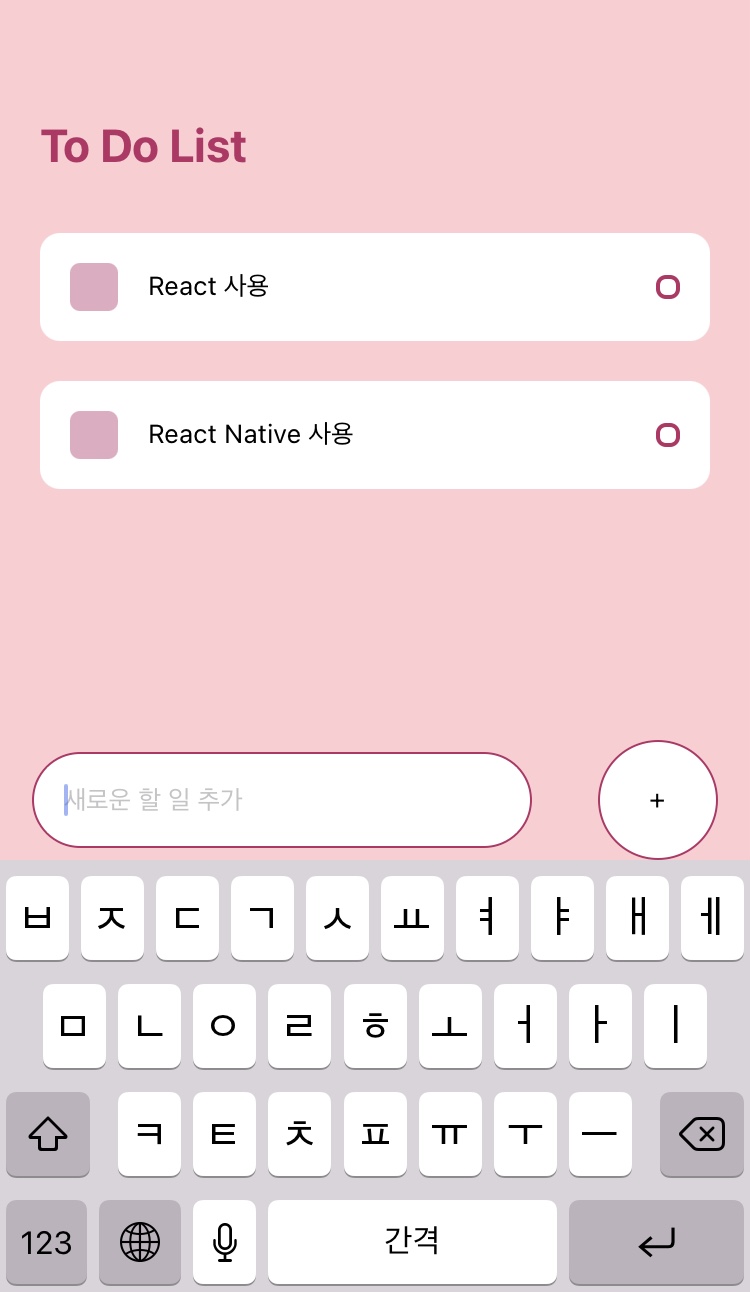 To Do List
React 사용
React Native 사용
새로운 할 일 추가
+
ㅂ ㅈ ㄷ ㄱ ㅅ ㅛ ㅕ ㅑ ㅐ ㅔ
ㅁ ㄴ ㅇ ㄹ ㅎ ㅗ ㅓ ㅏ ㅣ
ㅋ ㅌ ㅊ ㅍ ㅠ ㅜ ㅡ
123 간격